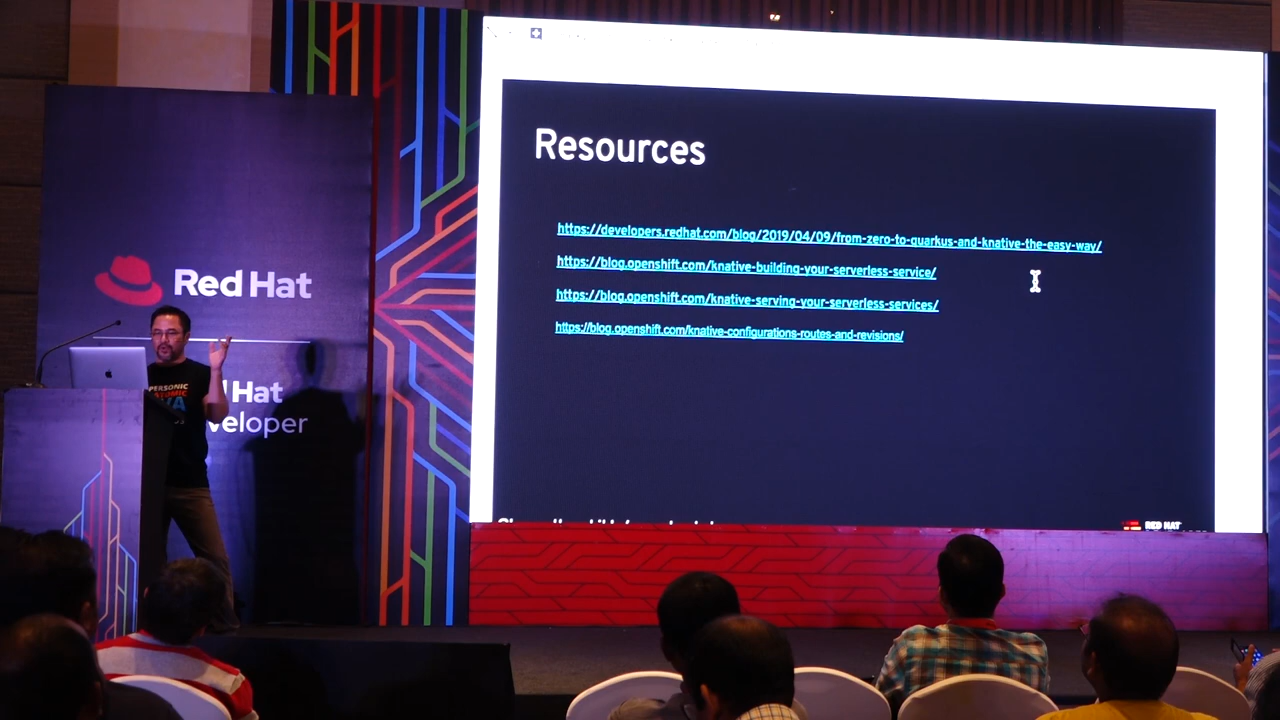 Resources
https://developers.redhat.com/blog/2019/04/09/from-zero-to-quarkus-and-knative-the-easy-way/
https://blog.openshift.com/knative-building-your-serverless-service/
https://blog.openshift.com/knative-serving-your-serverless-services/
https://blog.openshift.com/knative-configurations-routes-and-revisions/
RED HAT
Red Hat
Hat
veloper
PERSONIC